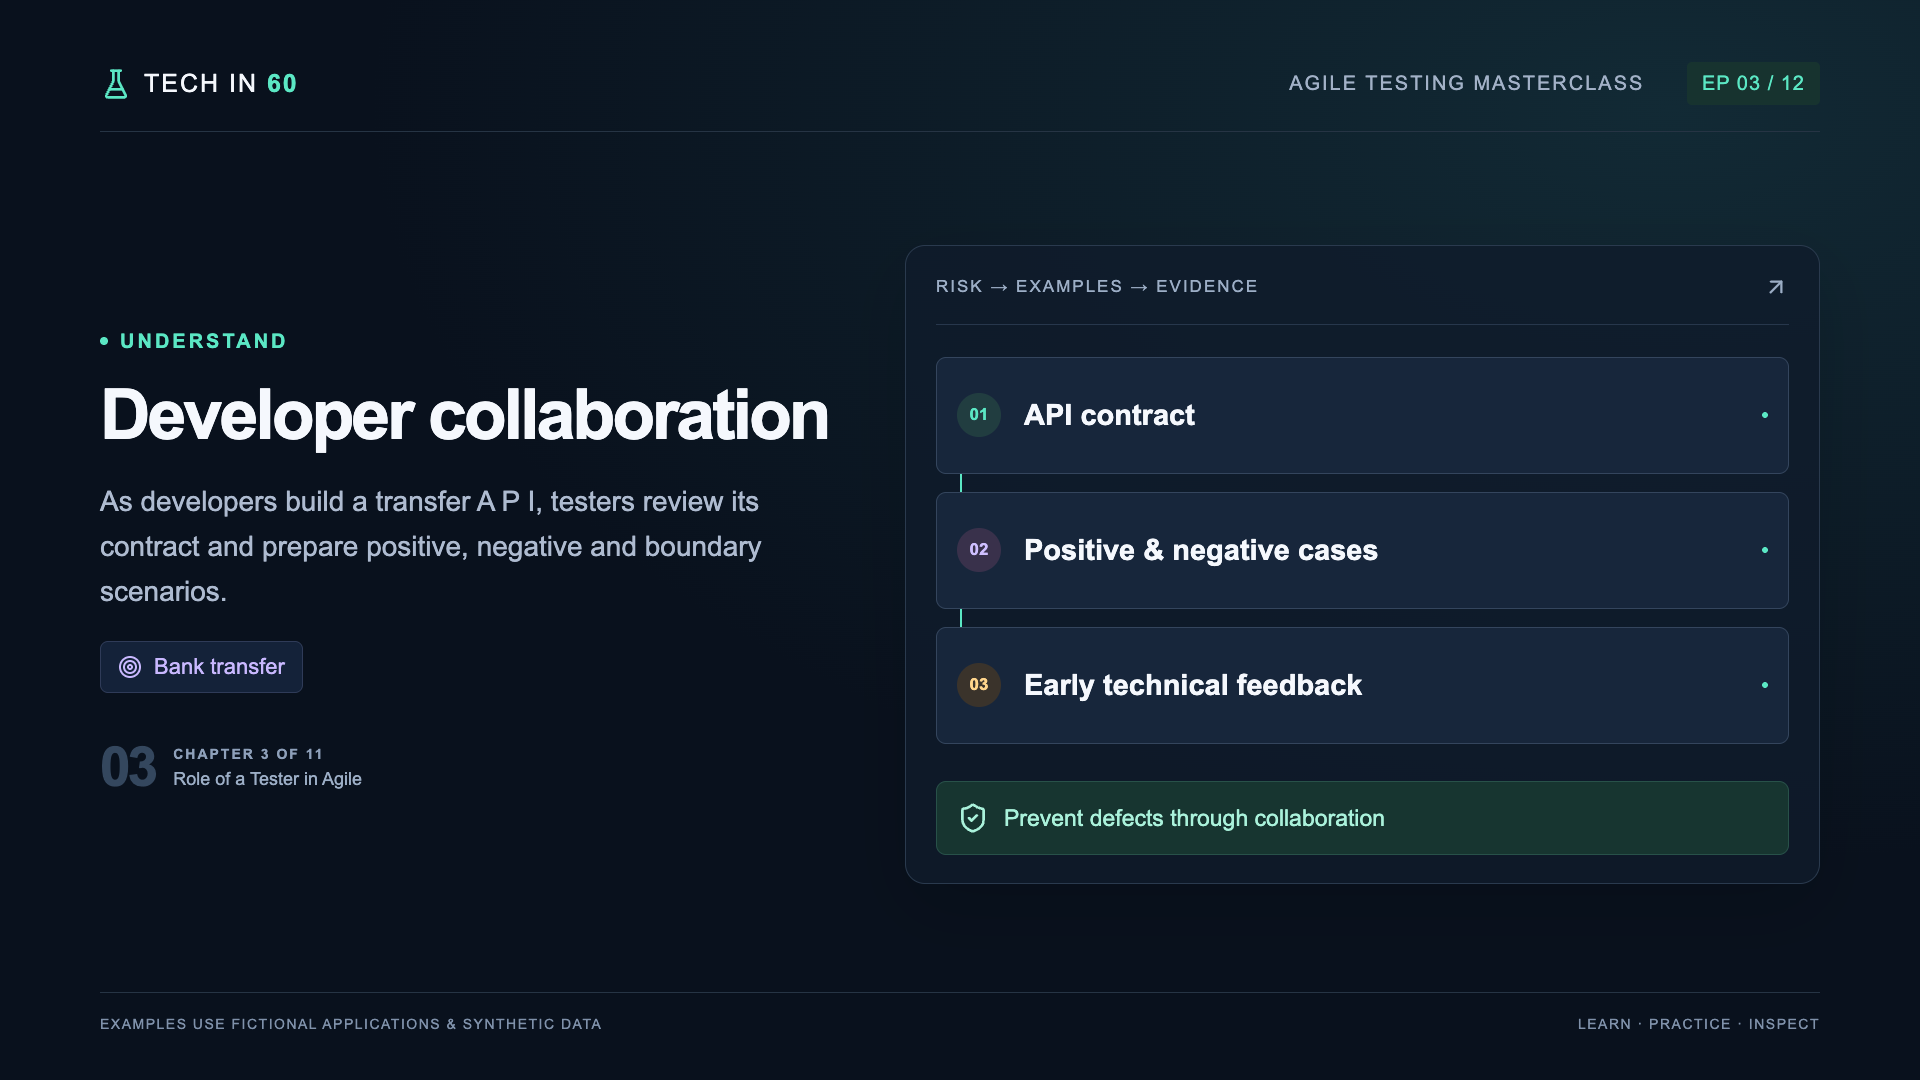 TECH IN 60
AGILE TESTING MASTERCLASS
EP 03 / 12
UNDERSTAND
Developer collaboration
As developers build a transfer A P I, testers review its
contract and prepare positive, negative and boundary
scenarios.
Bank transfer
03
CHAPTER 3 OF 11
Role of a Tester in Agile
RISK → EXAMPLES → EVIDENCE
01
API contract
02
Positive & negative cases
03
Early technical feedback
Prevent defects through collaboration
EXAMPLES USE FICTIONAL APPLICATIONS & SYNTHETIC DATA
LEARN · PRACTICE · INSPECT